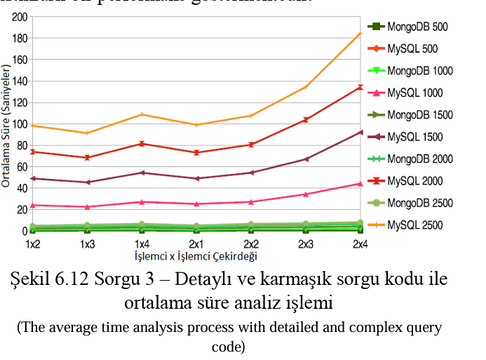 200
180
160
140
120
100
80
60
40
20
0
Ortalama Süre (Saniyeler)
1x2 1x3 1x4 2x1 2x2 2x3 2x4
İşlemci x İşlemci Çekirdeği
MongoDB 500
MySQL 500
MongoDB 1000
MySQL 1000
MongoDB 1500
MySQL 1500
MongoDB 2000
MySQL 2000
MongoDB 2500
MySQL 2500
Şekil 6.12 Sorgu 3 – Detaylı ve karmaşık sorgu kodu ile
ortalama süre analiz işlemi
(The average time analysis process with detailed and complex query
code)